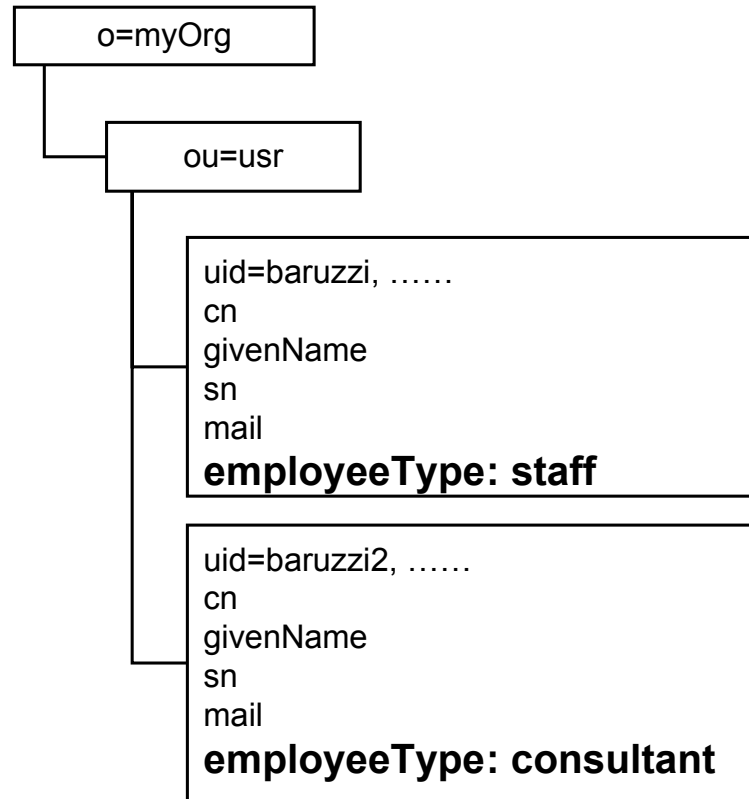 o=myOrg
ou=usr
uid=baruzzi, ……
cn
givenName
sn
mail
employeeType: staff
uid=baruzzi2, ……
cn
givenName
sn
mail
employeeType: consultant